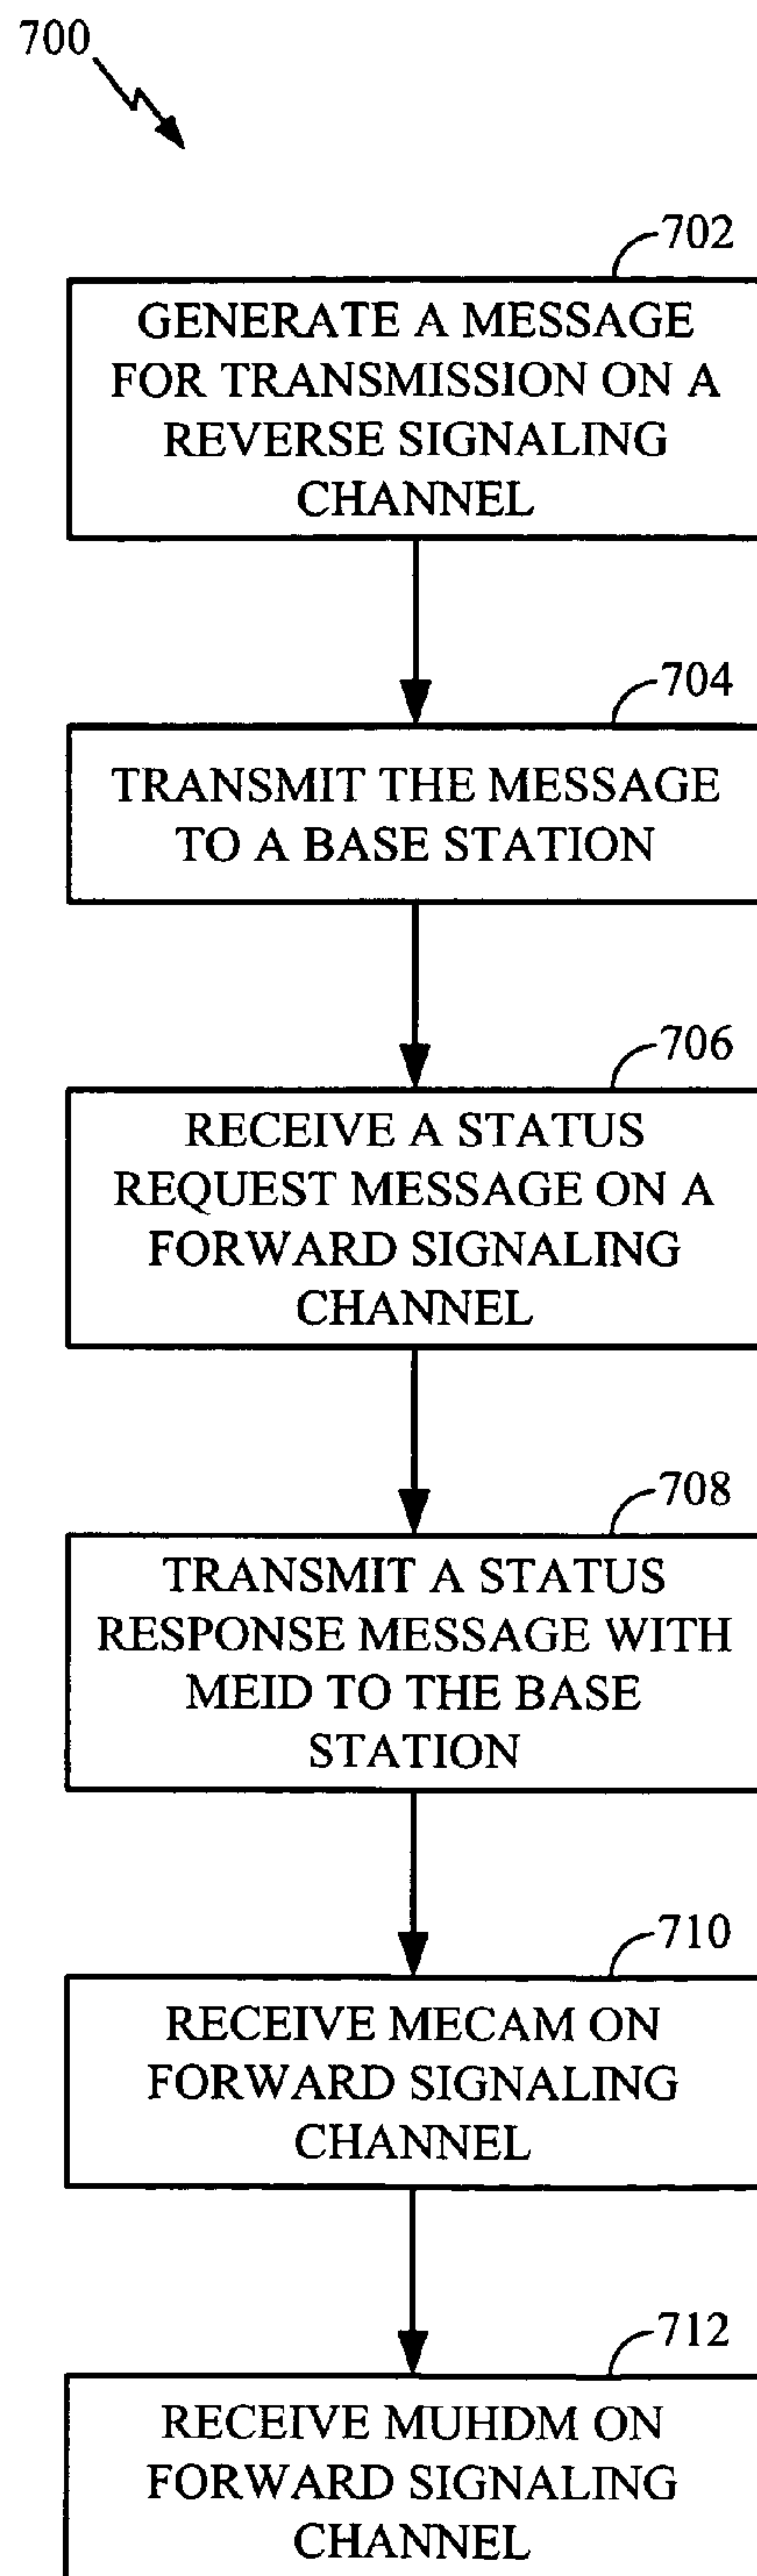 700
702
GENERATE A MESSAGE
FOR TRANSMISSION ON A
REVERSE SIGNALING
CHANNEL
704
TRANSMIT THE MESSAGE
TO A BASE STATION
706
RECEIVE A STATUS
REQUEST MESSAGE ON A
FORWARD SIGNALING
CHANNEL
708
TRANSMIT A STATUS
RESPONSE MESSAGE WITH
MEID TO THE BASE
STATION
710
RECEIVE MECAM ON
FORWARD SIGNALING
CHANNEL
712
RECEIVE MUHDM ON
FORWARD SIGNALING
CHANNEL